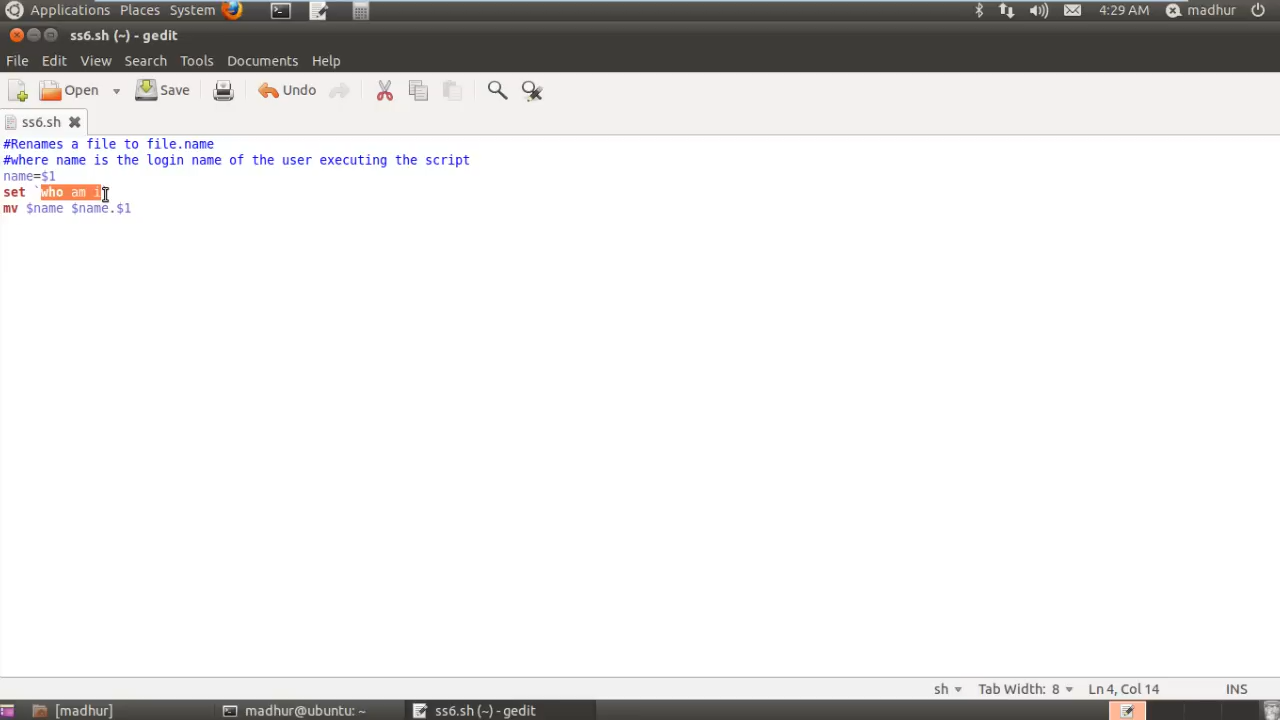 Applications Places System 4:29 AM madhur
ss6.sh (~) - gedit
File Edit View Search Tools Documents Help
Open Save Undo
ss6.sh
#Renames a file to file.name
#where name is the login name of the user executing the script
name=$1
set `who am i`
mv $name $name.$1
sh Tab Width: 8 Ln 4, Col 14 INS
[madhur] madhur@ubuntu: ~ ss6.sh (~) - gedit